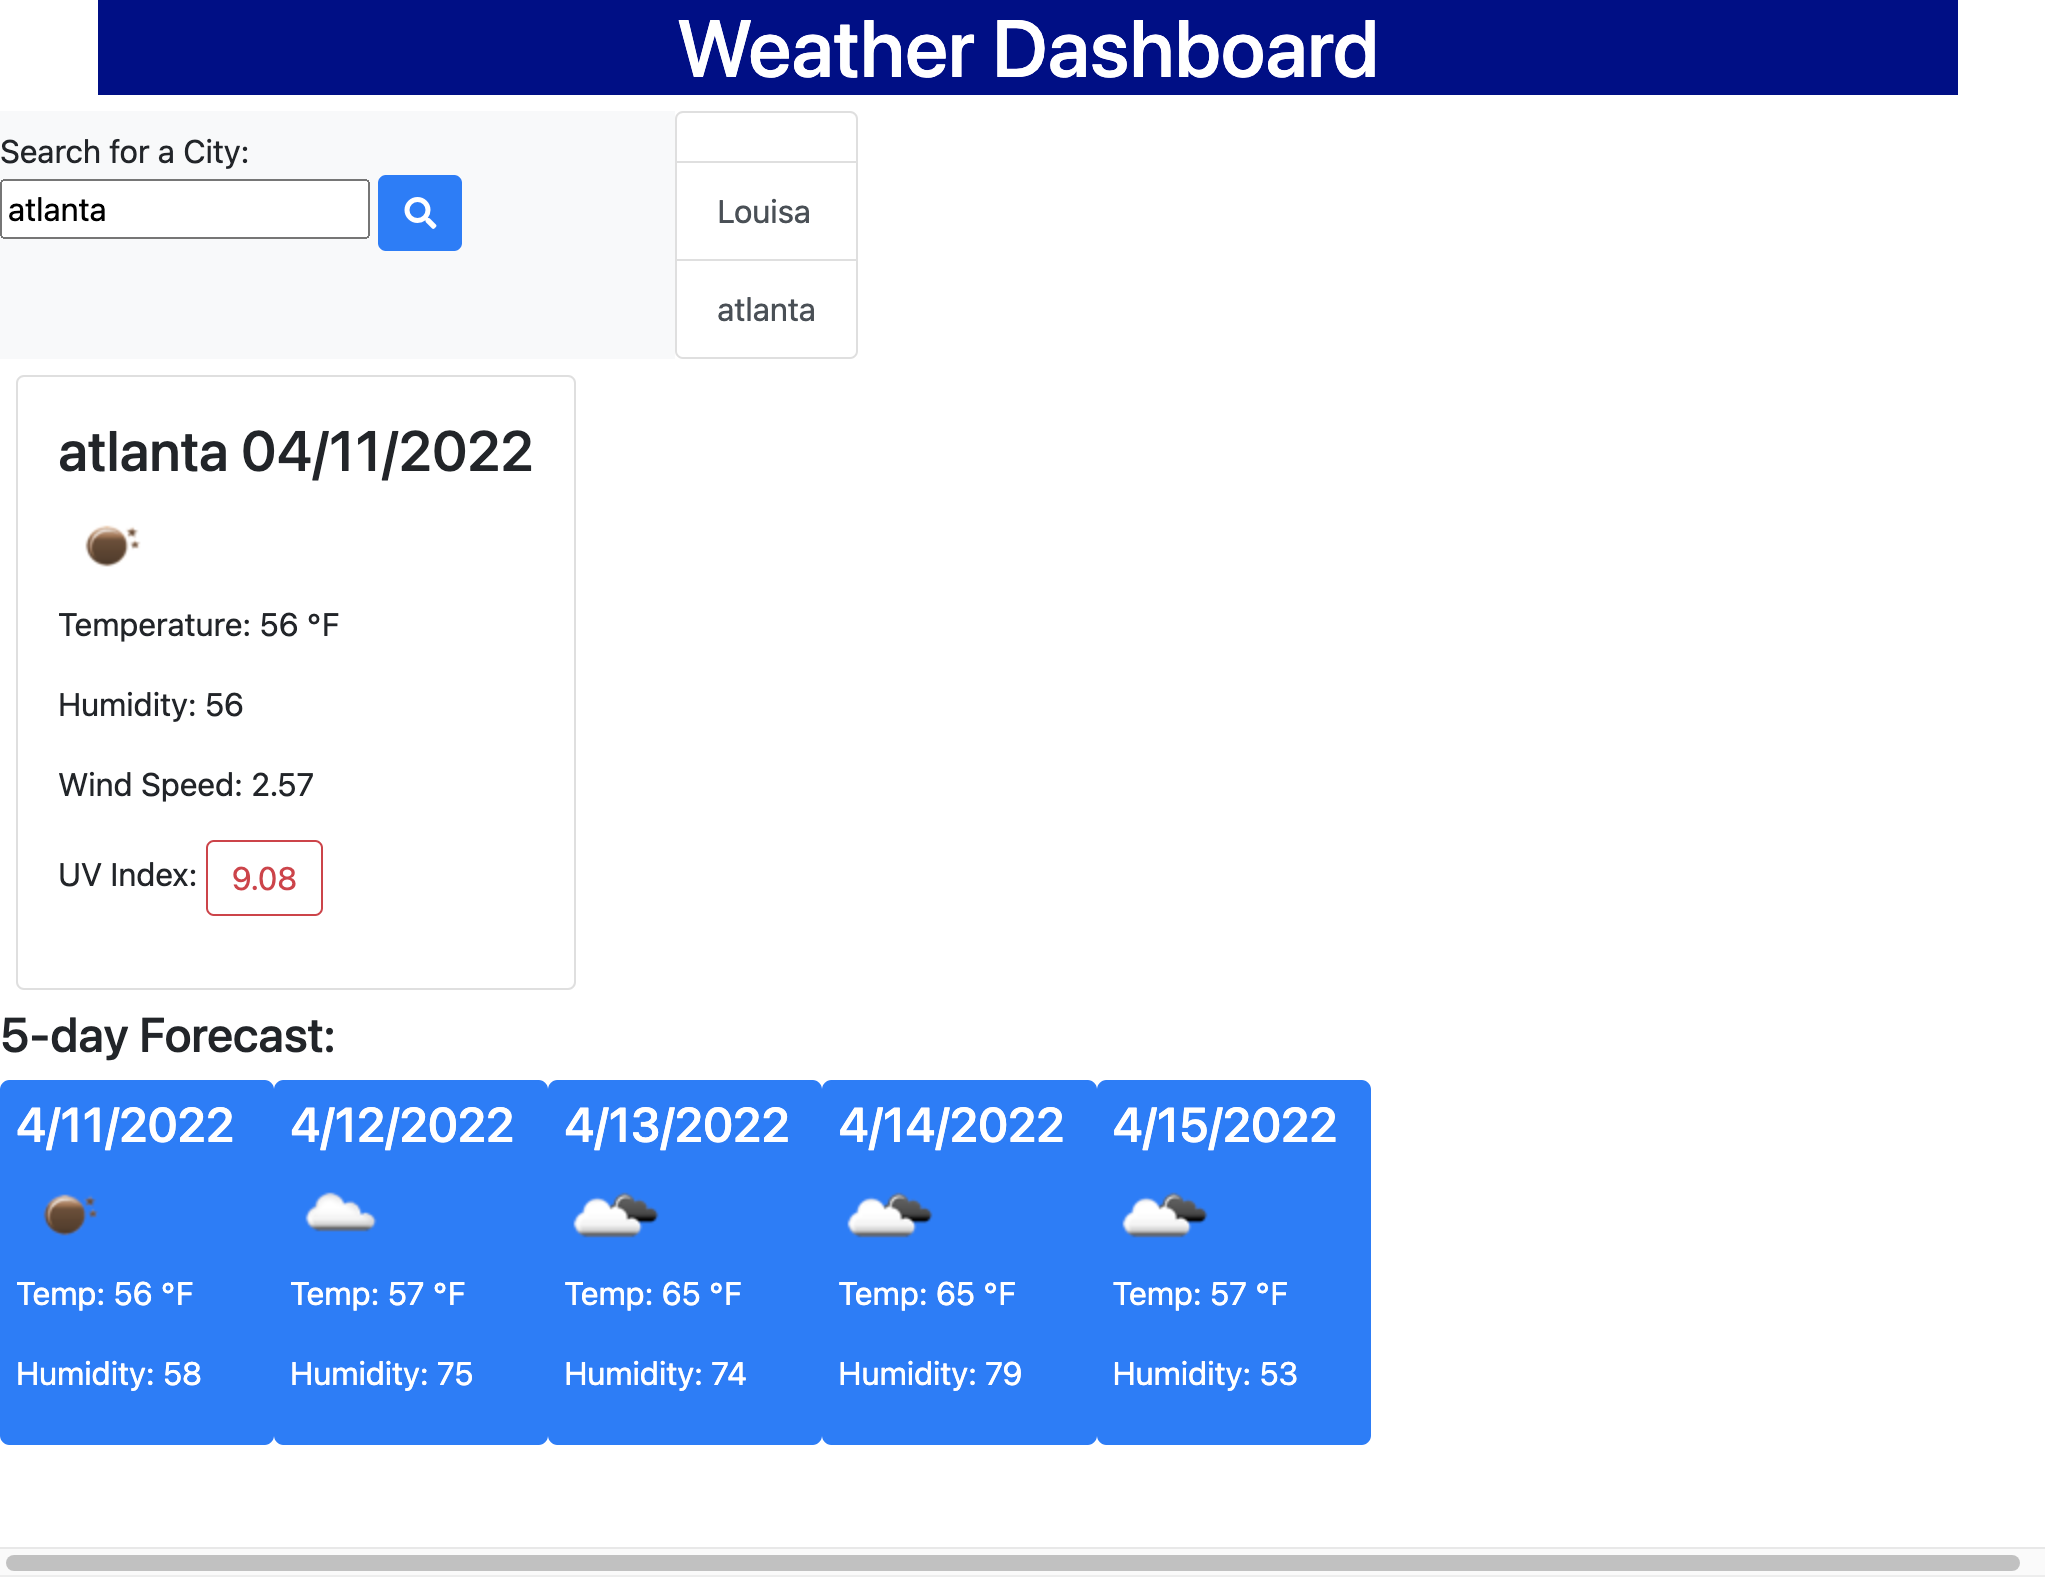 Weather Dashboard
Search for a City:
atlanta
Louisa
atlanta
atlanta 04/11/2022
Temperature: 56 °F
Humidity: 56
Wind Speed: 2.57
UV Index: 9.08
5-day Forecast:
4/11/2022
Temp: 56 °F
Humidity: 58
4/12/2022
Temp: 57 °F
Humidity: 75
4/13/2022
Temp: 65 °F
Humidity: 74
4/14/2022
Temp: 65 °F
Humidity: 79
4/15/2022
Temp: 57 °F
Humidity: 53